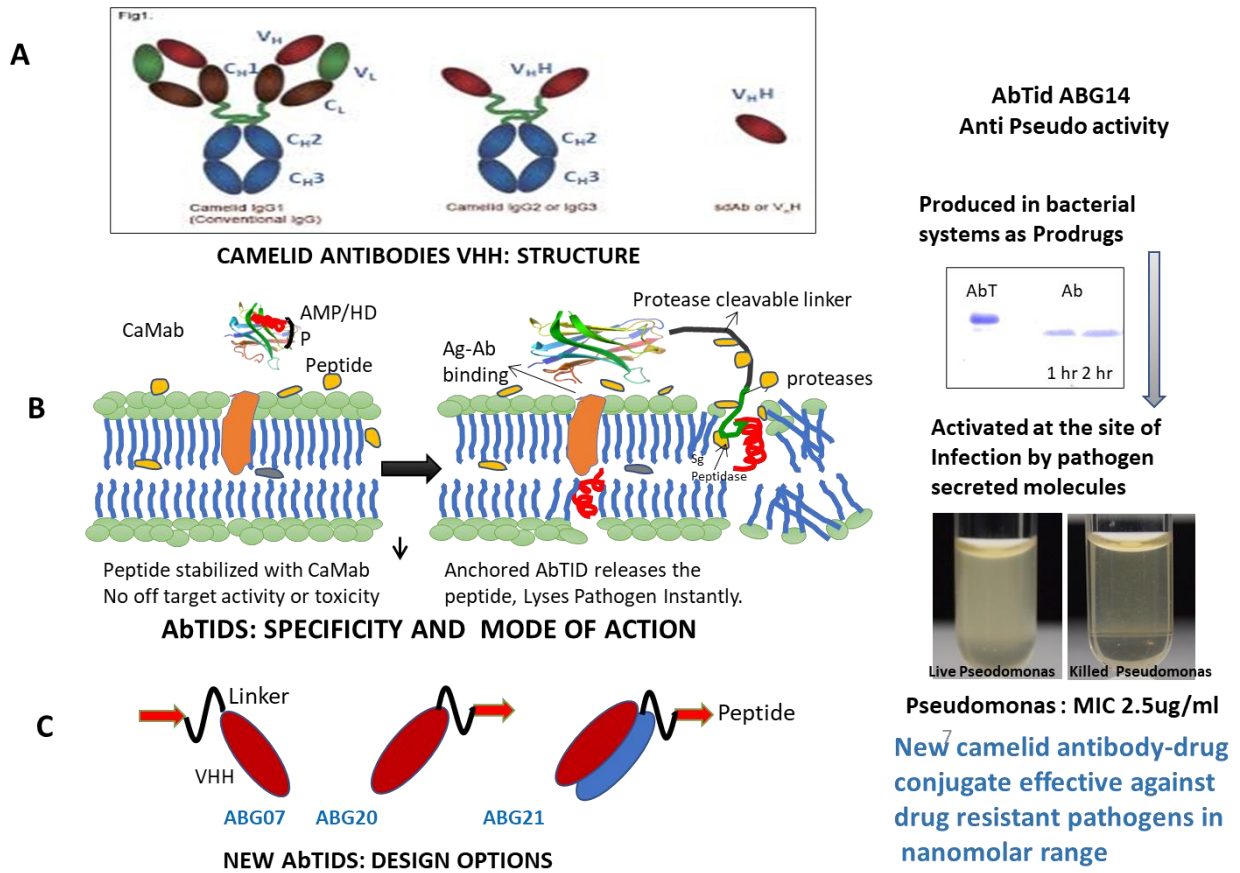 A
Fig1.
VH
CH1
VL
CL
CH2
CH3
Camelid IgG1
(Conventional IgG)
VHH
CH2
CH3
Camelid IgG2 or IgG3
VHH
sdAb or VHH
CAMELID ANTIBODIES VHH: STRUCTURE
B
CaMab
AMP/HD
P
Peptide
Ag-Ab
binding
Protease cleavable linker
proteases
Sg
Peptidase
Peptide stabilized with CaMab
No off target activity or toxicity
Anchored AbTID releases the
peptide, Lyses Pathogen Instantly.
AbTIDS: SPECIFICITY AND MODE OF ACTION
C
Linker
VHH
Peptide
ABG07
ABG20
ABG21
NEW AbTIDS: DESIGN OPTIONS
AbTid ABG14
Anti Pseudo activity
Produced in bacterial
systems as Prodrugs
AbT
Ab
1 hr 2 hr
Activated at the site of
Infection by pathogen
secreted molecules
Live Pseodomonas
Killed Pseudomonas
Pseudomonas : MIC 2.5ug/ml
7
New camelid antibody-drug
conjugate effective against
drug resistant pathogens in
nanomolar range